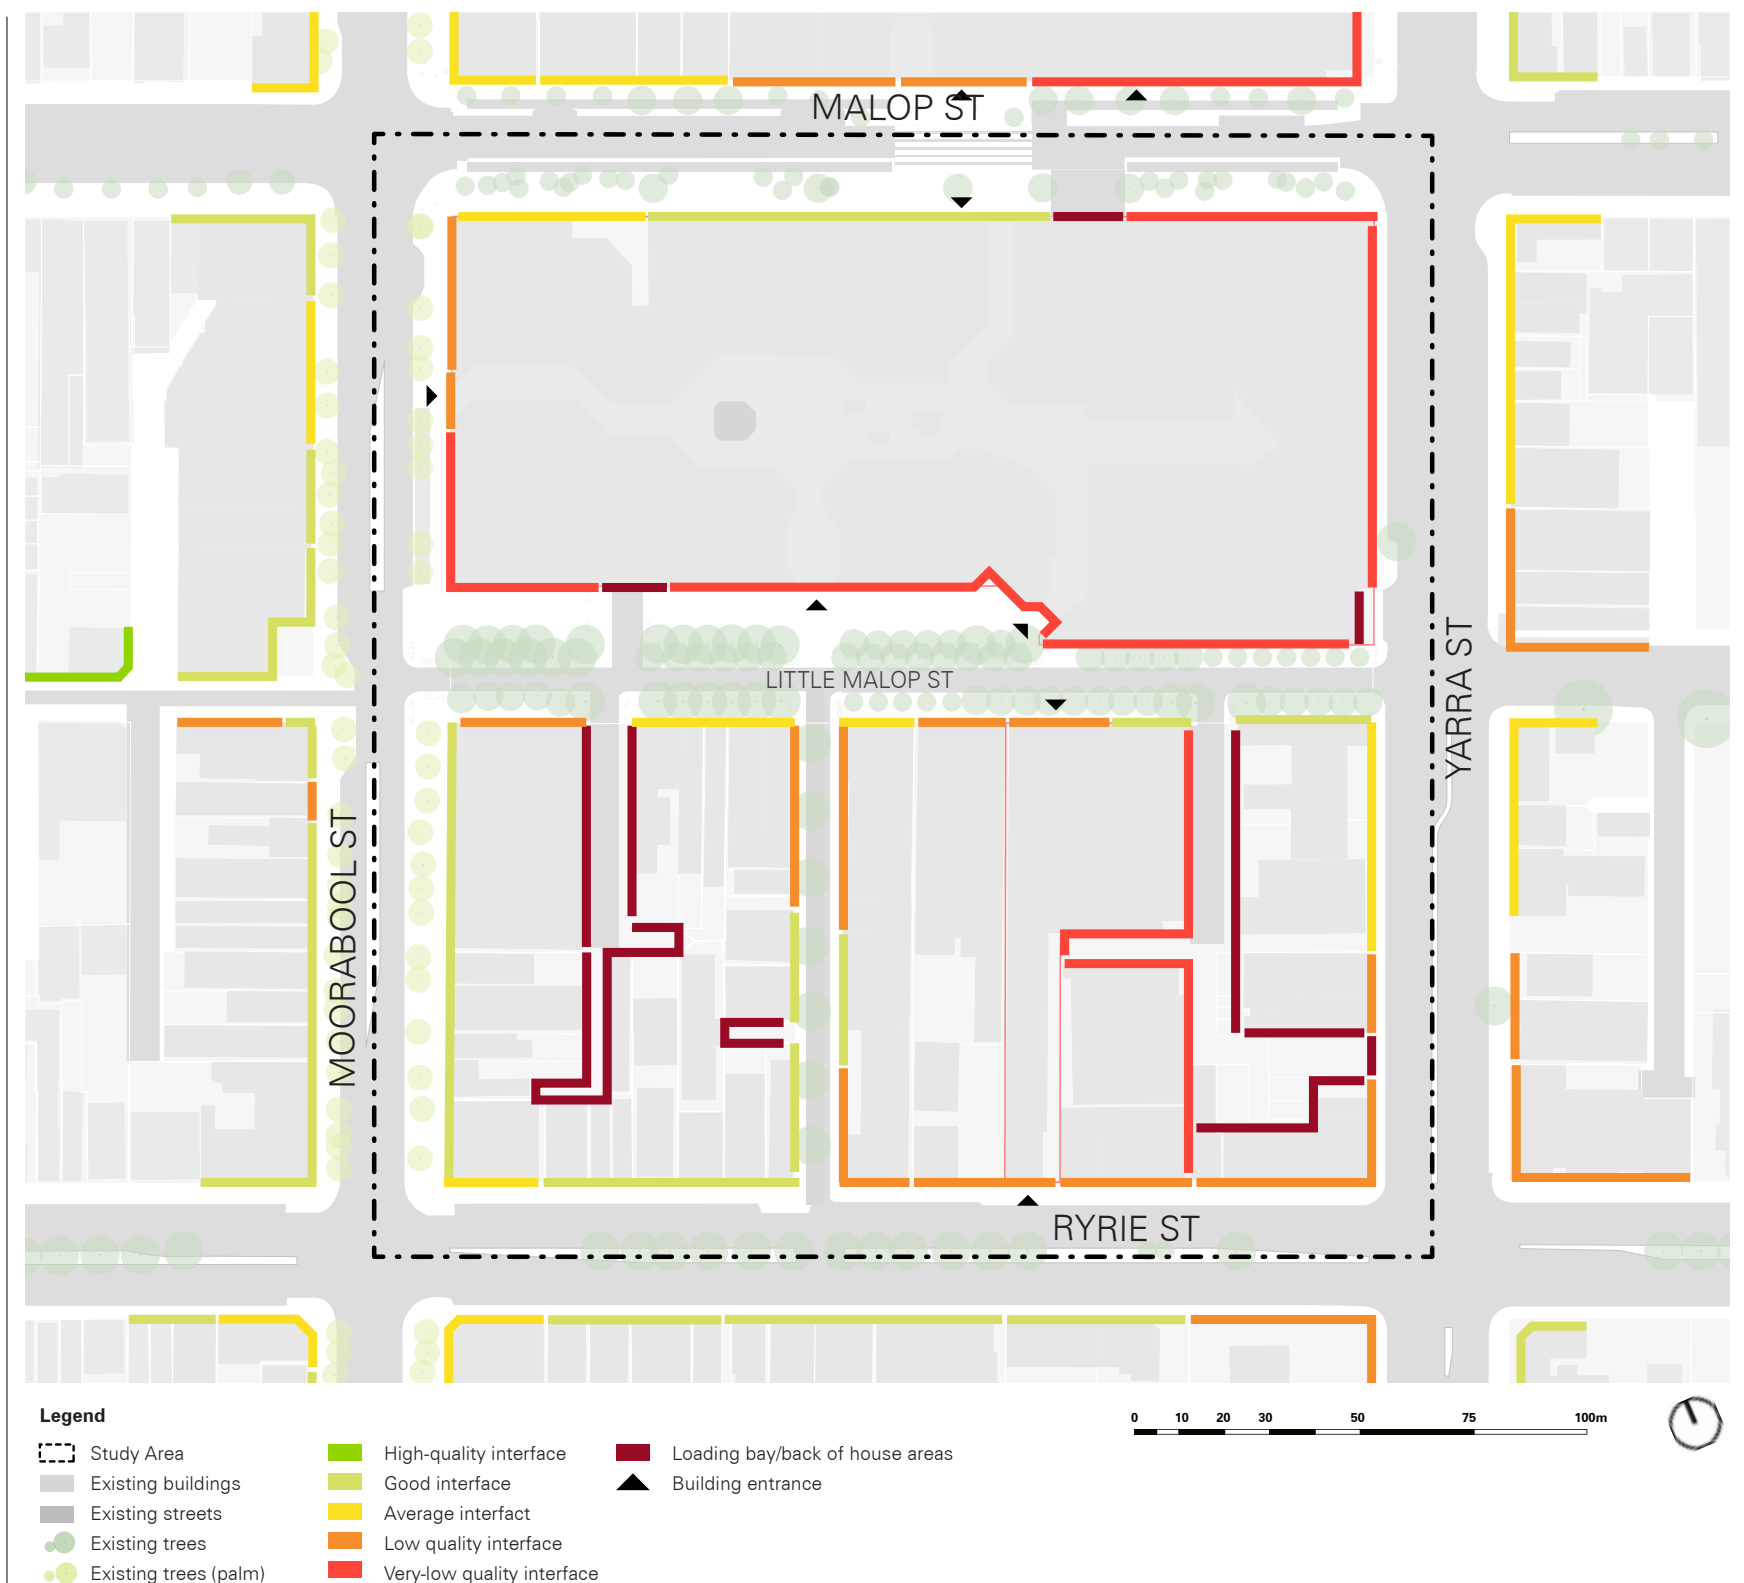 MALOP ST
LITTLE MALOP ST
YARRA ST
MOORABOOL ST
RYRIE ST
Legend
Study Area
Existing buildings
Existing streets
Existing trees
Existing trees (palm)
High-quality interface
Good interface
Average interfact
Low quality interface
Very-low quality interface
Loading bay/back of house areas
Building entrance
0 10 20 30 50 75 100m